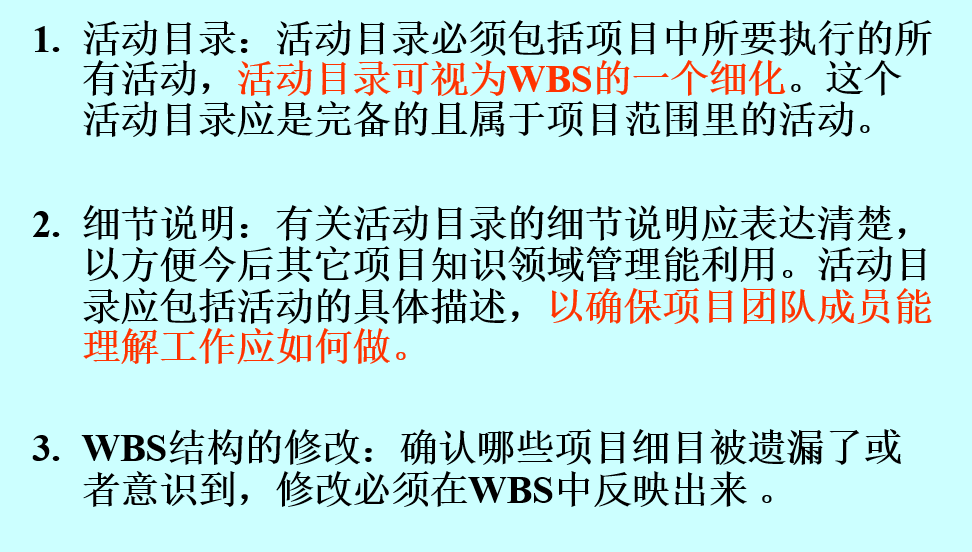 1. 活动目录：活动目录必须包括项目中所要执行的所
有活动，活动目录可视为WBS的一个细化。这个
活动目录应是完备的且属于项目范围里的活动。
2. 细节说明：有关活动目录的细节说明应表达清楚，
以方便今后其它项目知识领域管理能利用。活动目
录应包括活动的具体描述，以确保项目团队成员能
理解工作应如何做。
3. WBS结构的修改：确认哪些项目细目被遗漏了或
者意识到，修改必须在WBS中反映出来 。